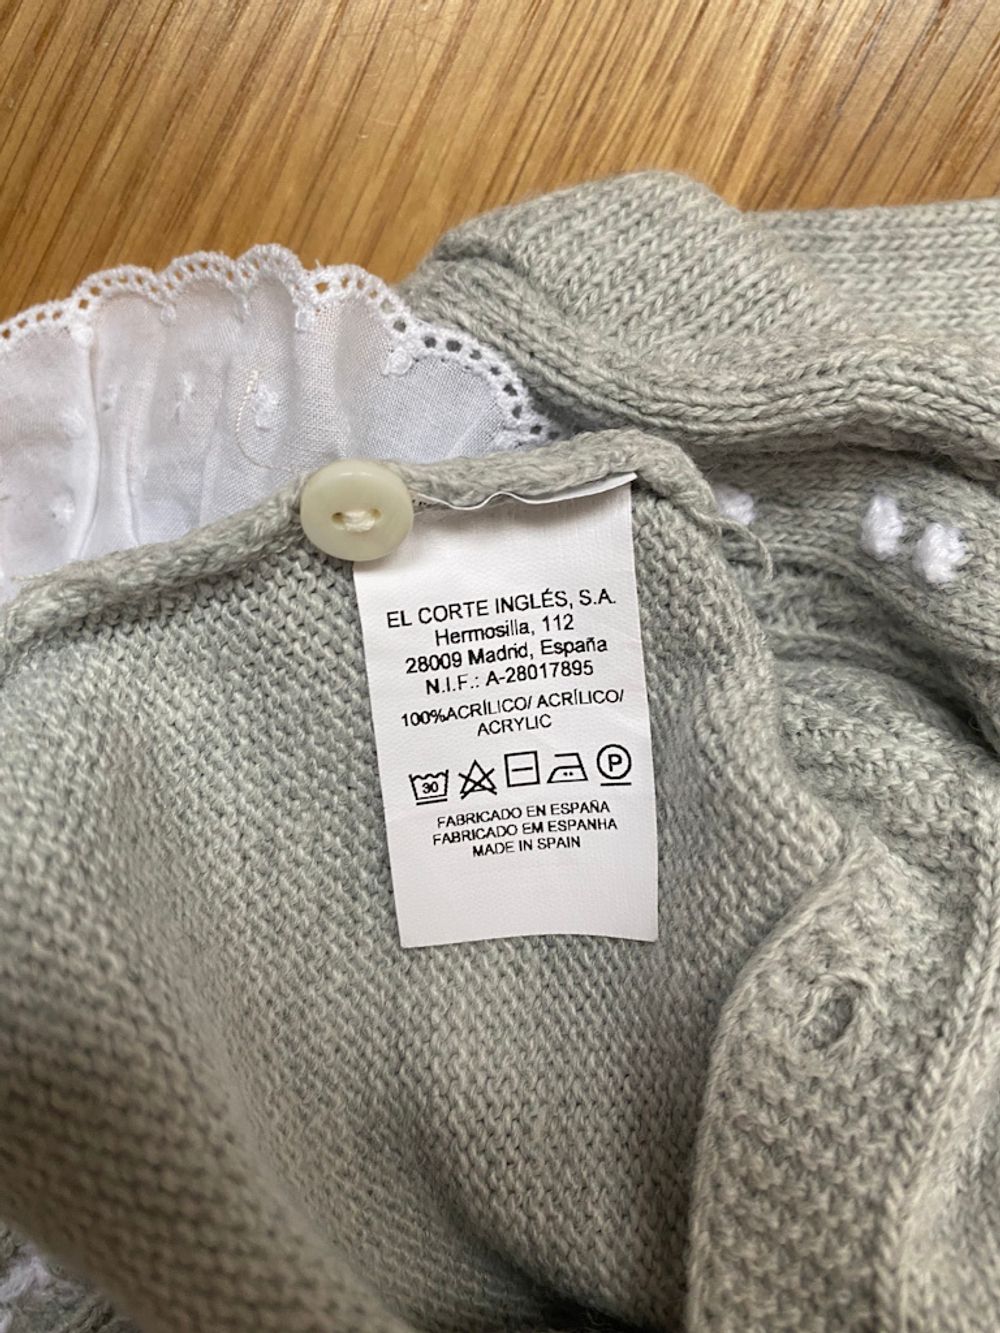 EL CORTE INGLÉS, S.A.
Hermosilla, 112
28009 Madrid, España
N.I.F.: A-28017895
100%ACRÍLICO/ ACRÍLICO/
ACRYLIC
30 P
FABRICADO EN ESPAÑA
FABRICADO EM ESPANHA
MADE IN SPAIN